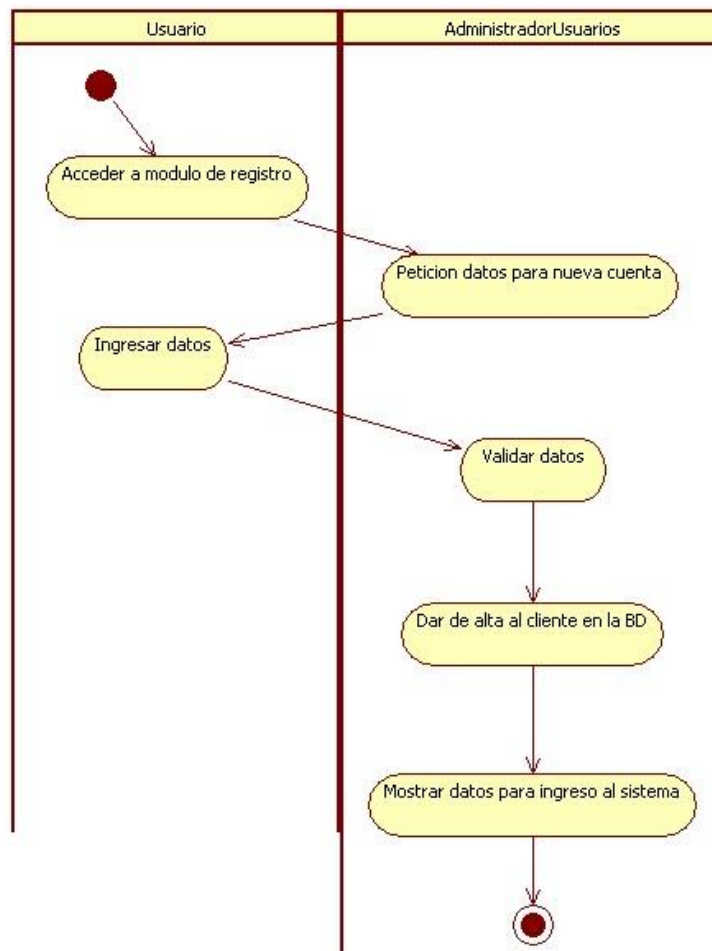 Usuario
AdministradorUsuarios
Acceder a modulo de registro
Peticion datos para nueva cuenta
Ingresar datos
Validar datos
Dar de alta al cliente en la BD
Mostrar datos para ingreso al sistema